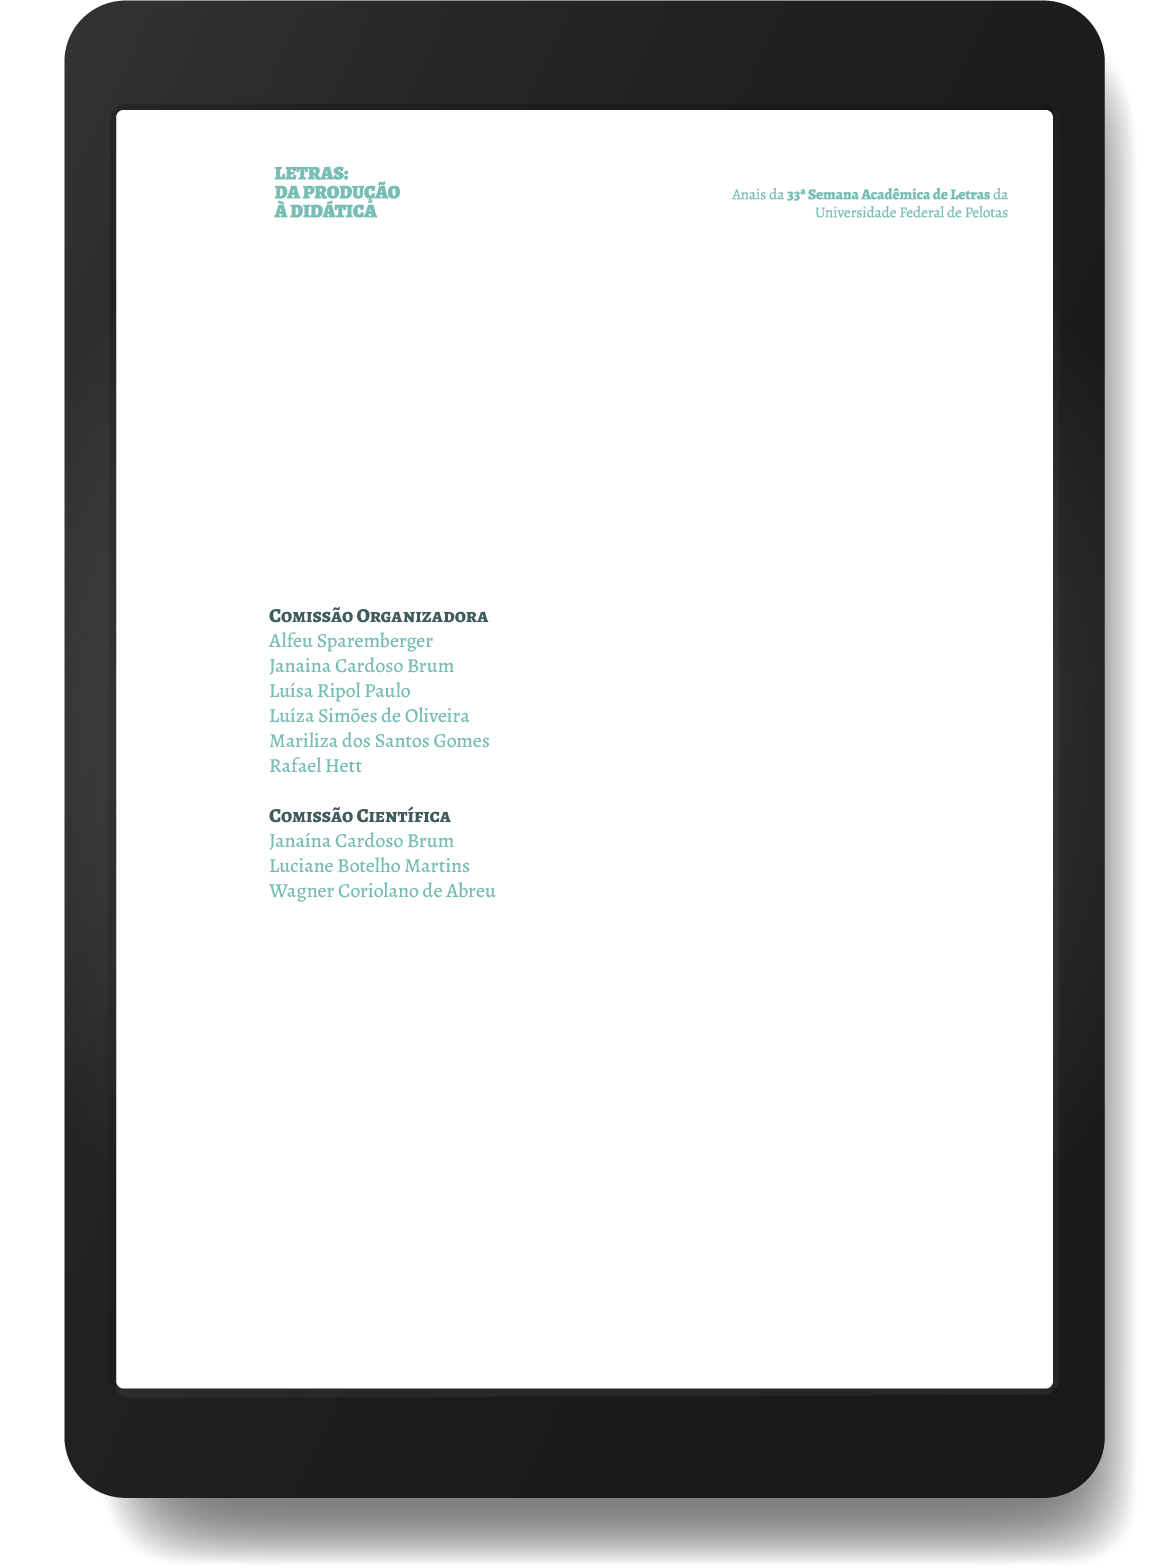 LETRAS:
DA PRODUÇÃO
À DIDÁTICA
Anais da 33ª Semana Acadêmica de Letras da
Universidade Federal de Pelotas
Comissão Organizadora
Alfeu Sparemberger
Janaina Cardoso Brum
Luísa Ripol Paulo
Luíza Simões de Oliveira
Mariliza dos Santos Gomes
Rafael Hett
Comissão Científica
Janaína Cardoso Brum
Luciane Botelho Martins
Wagner Coriolano de Abreu